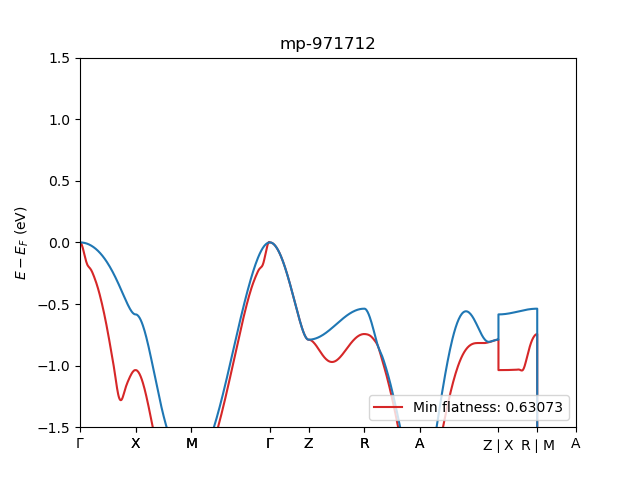 mp-971712
E − E_F (eV)
1.5
1.0
0.5
0.0
−0.5
−1.0
−1.5
Min flatness: 0.63073
Γ X M Γ Z R A Z | X R | M A